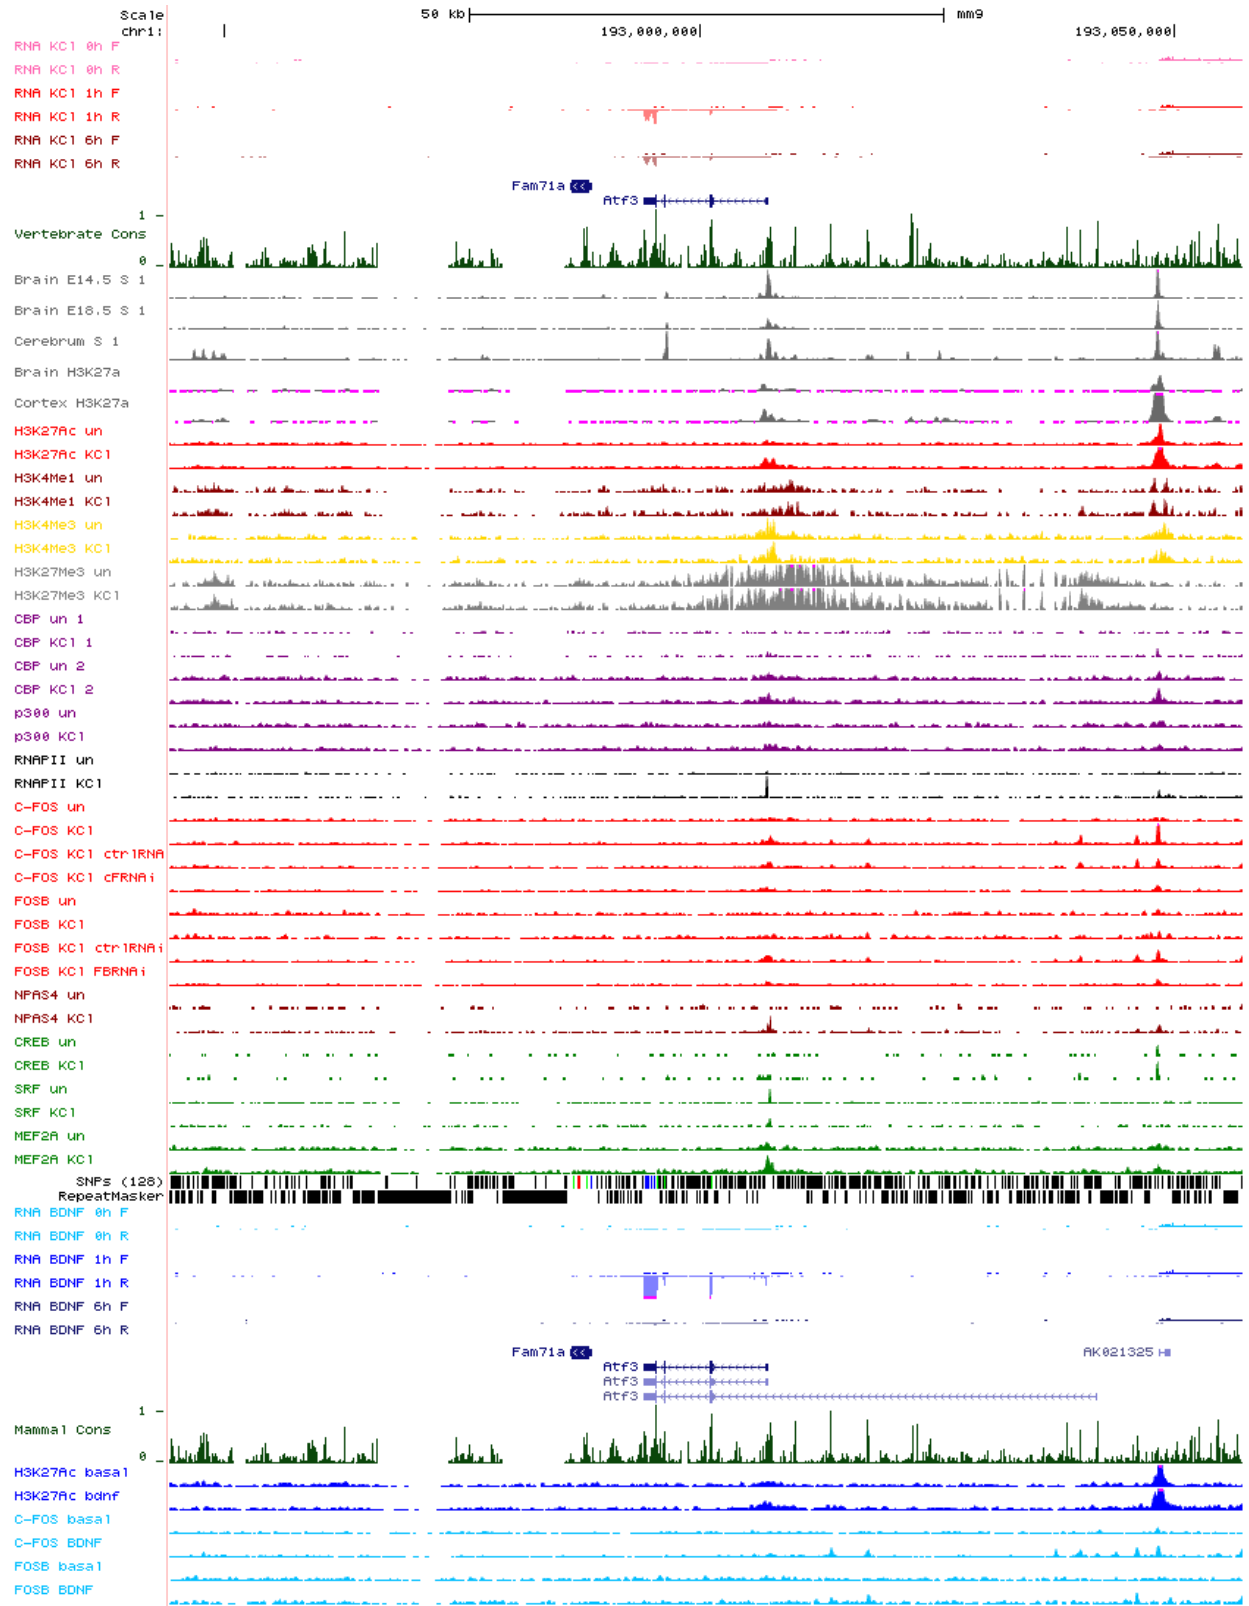 Scale 50 kb mm9
chr1: 193,000,000 193,050,000
RNA KCl 0h F
RNA KCl 0h R
RNA KCl 1h F
RNA KCl 1h R
RNA KCl 6h F
RNA KCl 6h R
Fam71a
Atf3
1 _
Vertebrate Cons
0 _
Brain E14.5 S 1
Brain E18.5 S 1
Cerebrum S 1
Brain H3K27a
Cortex H3K27a
H3K27Ac un
H3K27Ac KCl
H3K4Me1 un
H3K4Me1 KCl
H3K4Me3 un
H3K4Me3 KCl
H3K27Me3 un
H3K27Me3 KCl
CBP un 1
CBP KCl 1
CBP un 2
CBP KCl 2
p300 un
p300 KCl
RNAPII un
RNAPII KCl
C-FOS un
C-FOS KCl
C-FOS KCl ctrlRNA
C-FOS KCl cFRNAi
FOSB un
FOSB KCl
FOSB KCl ctrlRNAi
FOSB KCl FBRNAi
NPAS4 un
NPAS4 KCl
CREB un
CREB KCl
SRF un
SRF KCl
MEF2A un
MEF2A KCl
SNPs (128)
RepeatMasker
RNA BDNF 0h F
RNA BDNF 0h R
RNA BDNF 1h F
RNA BDNF 1h R
RNA BDNF 6h F
RNA BDNF 6h R
Fam71a AK021325
Atf3
Atf3
Atf3
1 _
Mammal Cons
0 _
H3K27Ac basal
H3K27Ac bdnf
C-FOS basal
C-FOS BDNF
FOSB basal
FOSB BDNF